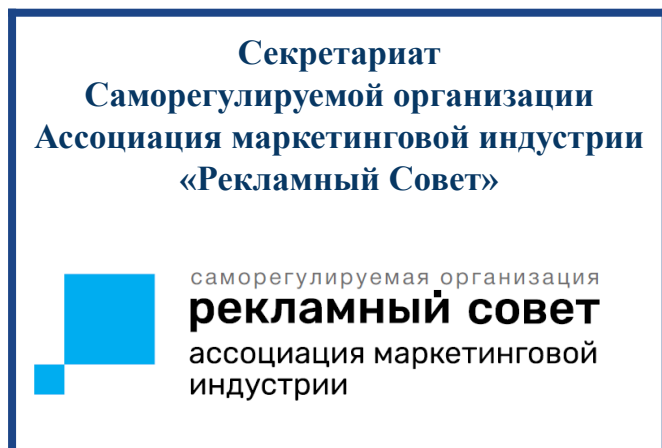 Секретариат
Саморегулируемой организации
Ассоциация маркетинговой индустрии
«Рекламный Совет»
саморегулируемая организация
рекламный совет
ассоциация маркетинговой
индустрии